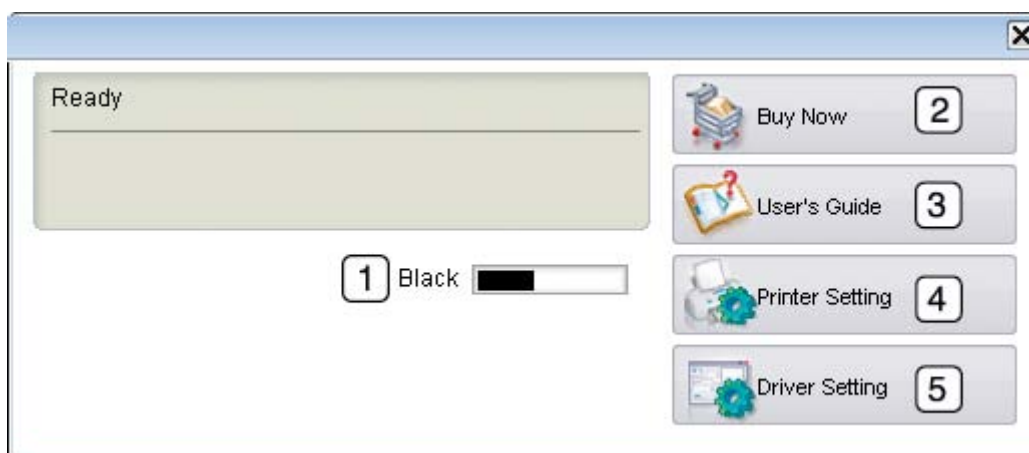 Ready
Buy Now 2
User's Guide 3
1 Black
Printer Setting 4
Driver Setting 5